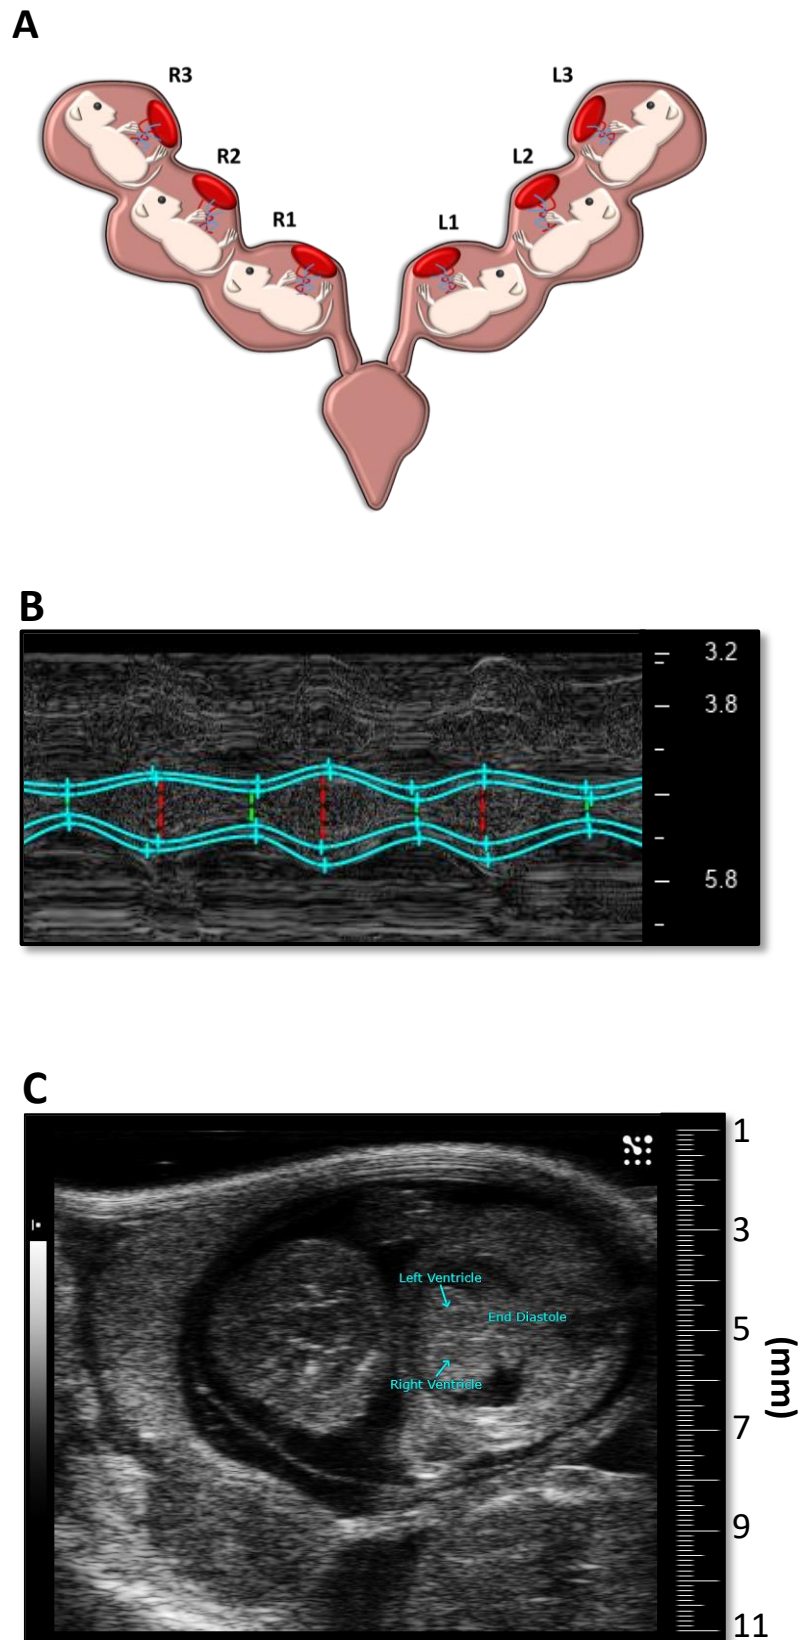 A
R3
L3
R2
L2
R1
L1
B
3.2
3.8
5.8
C
1
3
Left Ventricle
End Diastole
5
(mm)
Right Ventricle
7
9
11